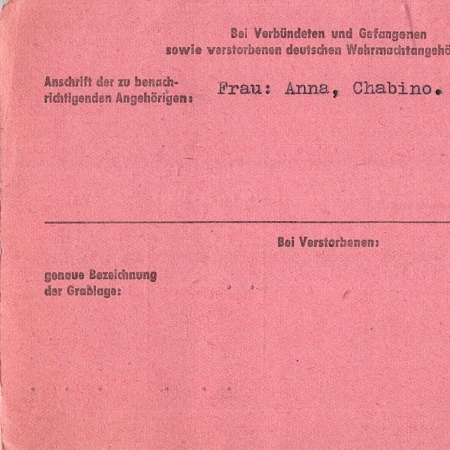 Bei Verbündeten und Gefangenen
sowie verstorbenen deutschen
Anschrift der zu benach-
richtigenden Angehörigen:
Frau: Anna, Chabino.
Bei Verstorbenen:
genaue Bezeichnung
der Grablage: